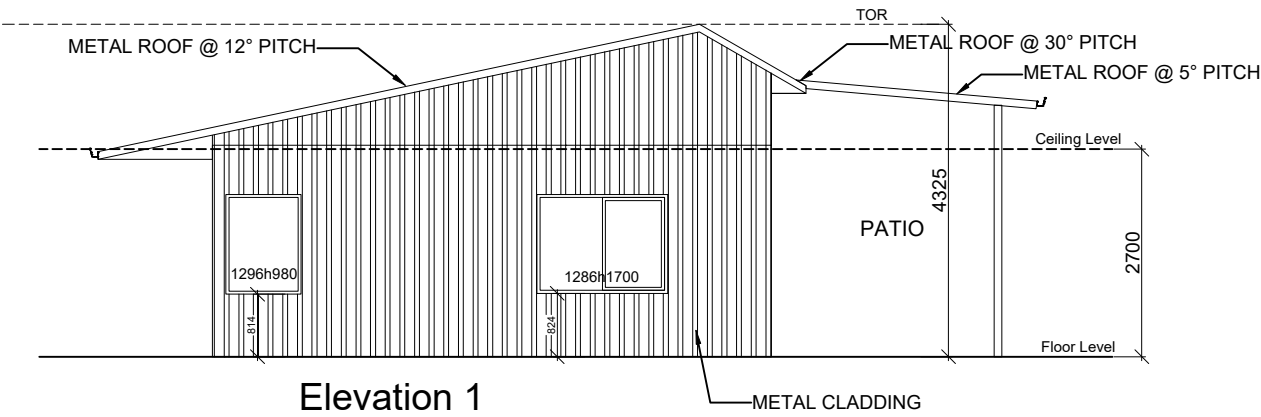 TOR
METAL ROOF @ 12° PITCH
METAL ROOF @ 30° PITCH
METAL ROOF @ 5° PITCH
Ceiling Level
4325
PATIO
2700
1296h980
1286h1700
814
824
Floor Level
Elevation 1
METAL CLADDING